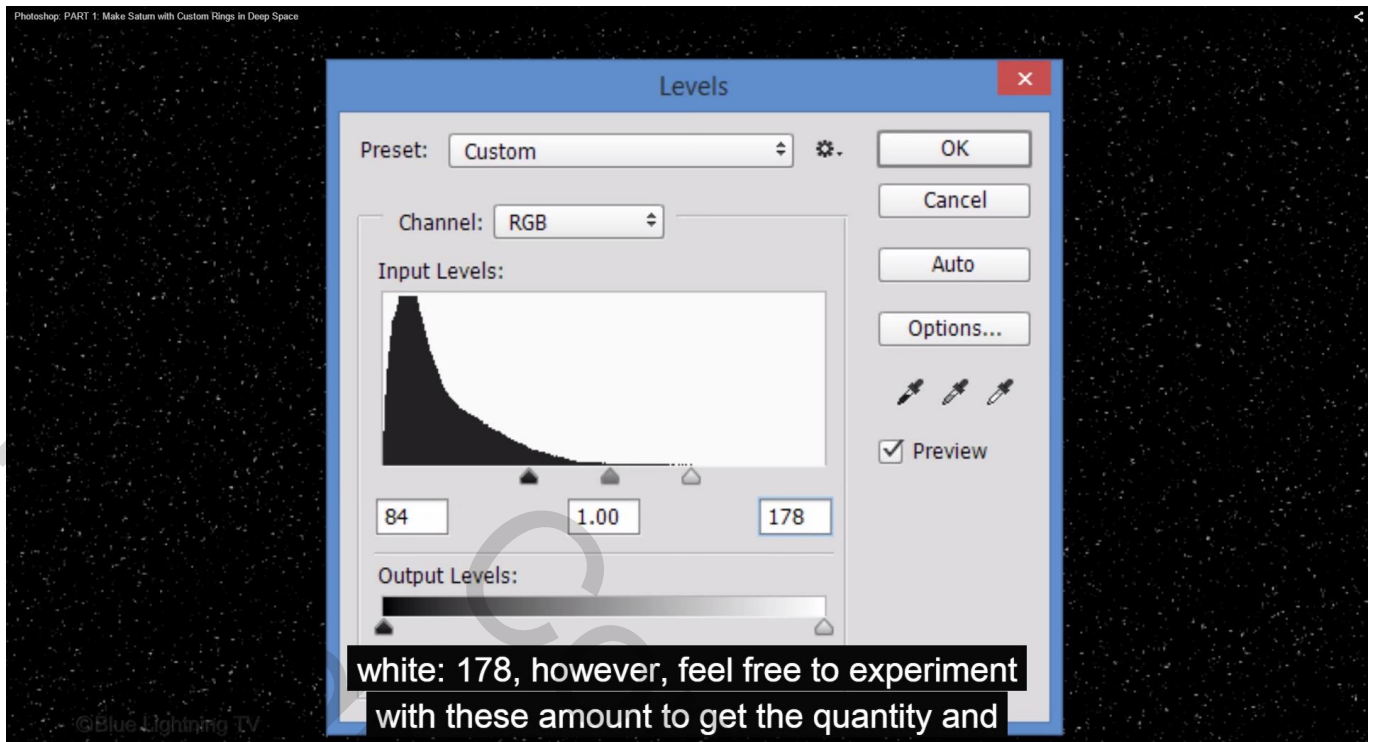 Photoshop: PART 1: Make Saturn with Custom Rings in Deep Space
Levels
Preset: Custom
OK
Cancel
Channel: RGB
Auto
Input Levels:
Options...
Preview
84 1.00 178
Output Levels:
white: 178, however, feel free to experiment
with these amount to get the quantity and
©Blue Lightning TV